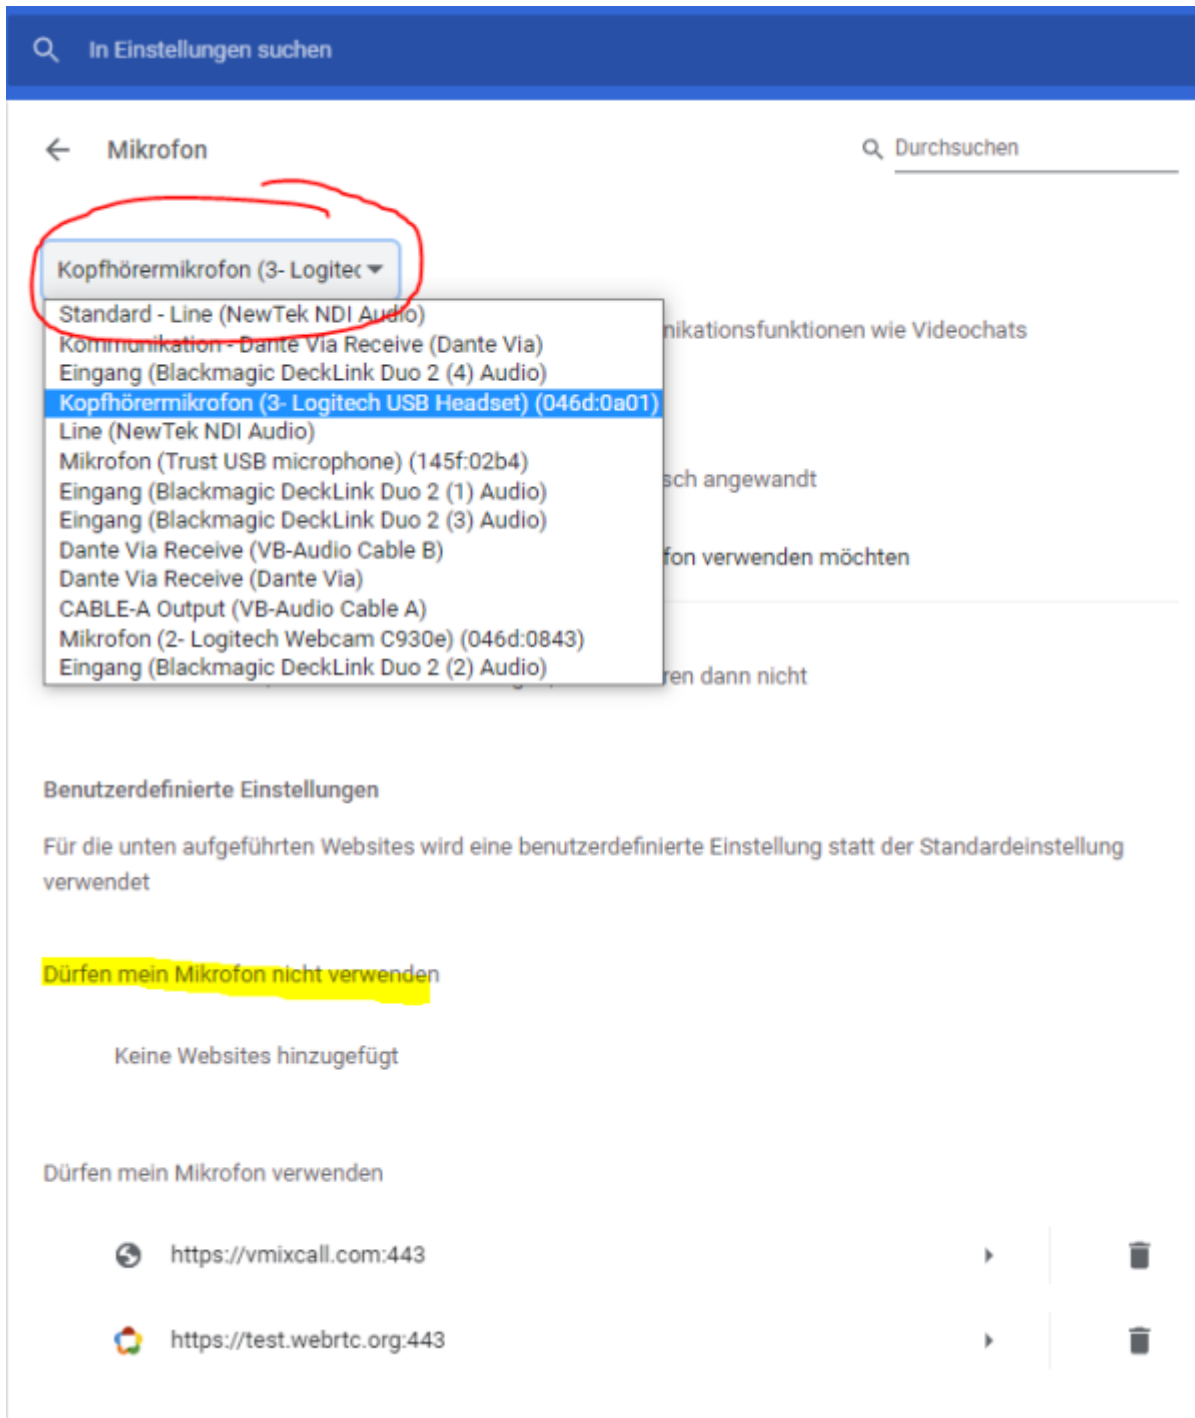 In Einstellungen suchen
Mikrofon
Durchsuchen
Kopfhörermikrofon (3- Logitec
Standard - Line (NewTek NDI Audio)
Kommunikation - Dante Via Receive (Dante Via)
nikationsfunktionen wie Videochats
Eingang (Blackmagic DeckLink Duo 2 (4) Audio)
Kopfhörermikrofon (3- Logitech USB Headset) (046d:0a01)
Line (NewTek NDI Audio)
Mikrofon (Trust USB microphone) (145f:02b4)
sch angewandt
Eingang (Blackmagic DeckLink Duo 2 (1) Audio)
Eingang (Blackmagic DeckLink Duo 2 (3) Audio)
Dante Via Receive (VB-Audio Cable B)
fon verwenden möchten
Dante Via Receive (Dante Via)
CABLE-A Output (VB-Audio Cable A)
Mikrofon (2- Logitech Webcam C930e) (046d:0843)
Eingang (Blackmagic DeckLink Duo 2 (2) Audio)
ren dann nicht
Benutzerdefinierte Einstellungen
Für die unten aufgeführten Websites wird eine benutzerdefinierte Einstellung statt der Standardeinstellung
verwendet
Dürfen mein Mikrofon nicht verwenden
Keine Websites hinzugefügt
Dürfen mein Mikrofon verwenden
https://vmixcall.com:443
https://test.webrtc.org:443